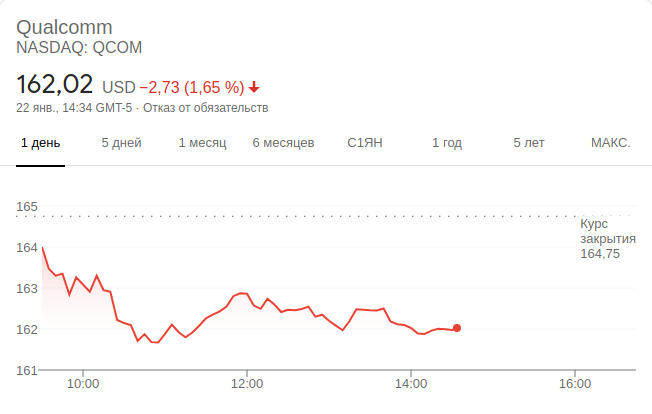 Qualcomm
NASDAQ: QCOM
162,02 USD −2,73 (1,65 %)
22 янв., 14:34 GMT-5 · Отказ от обязательств
1 день 5 дней 1 месяц 6 месяцев С1ЯН 1 год 5 лет МАКС.
165
Курс
закрытия
164,75
164
163
162
161
10:00 12:00 14:00 16:00